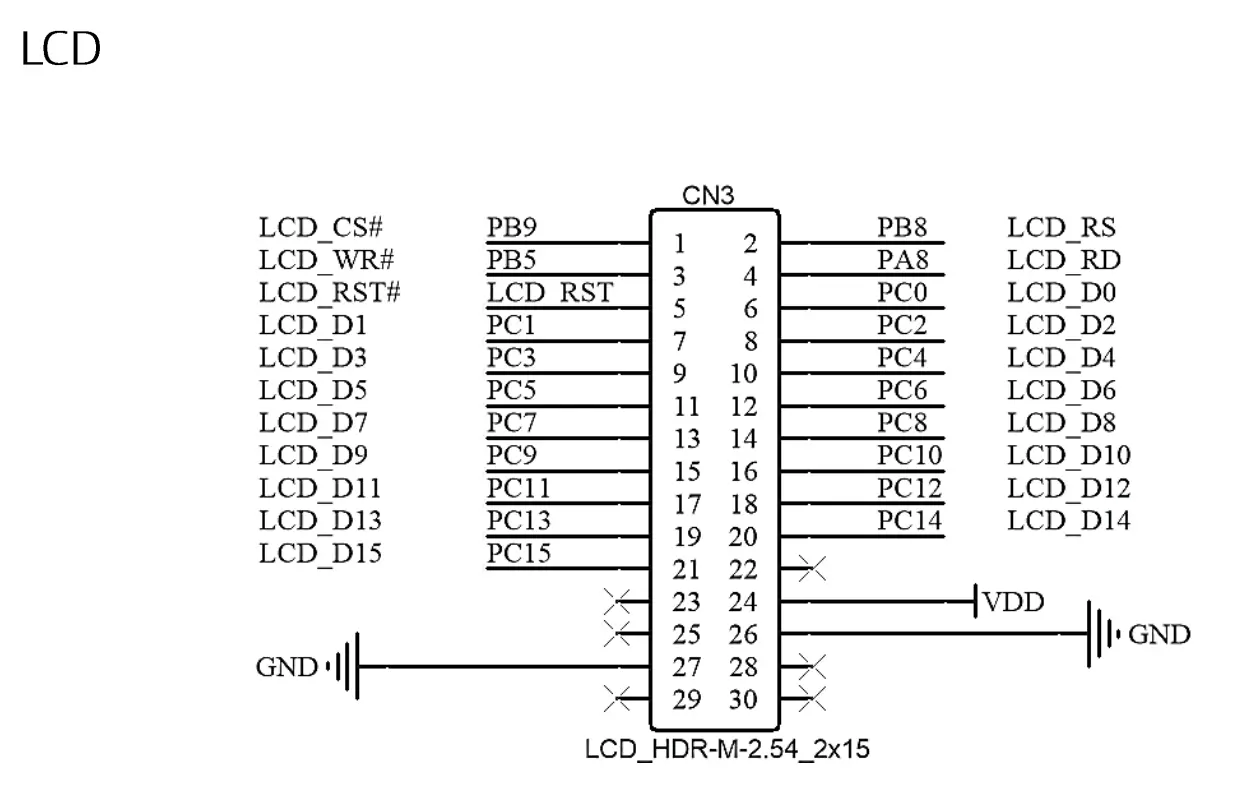 LCD
CN3
LCD_CS# PB9 1 2 PB8 LCD_RS
LCD_WR# PB5 3 4 PA8 LCD_RD
LCD_RST# LCD_RST 5 6 PC0 LCD_D0
LCD_D1 PC1 7 8 PC2 LCD_D2
LCD_D3 PC3 9 10 PC4 LCD_D4
LCD_D5 PC5 11 12 PC6 LCD_D6
LCD_D7 PC7 13 14 PC8 LCD_D8
LCD_D9 PC9 15 16 PC10 LCD_D10
LCD_D11 PC11 17 18 PC12 LCD_D12
LCD_D13 PC13 19 20 PC14 LCD_D14
LCD_D15 PC15 21 22
23 24 VDD
25 26 GND
GND 27 28
29 30
LCD_HDR-M-2.54_2x15